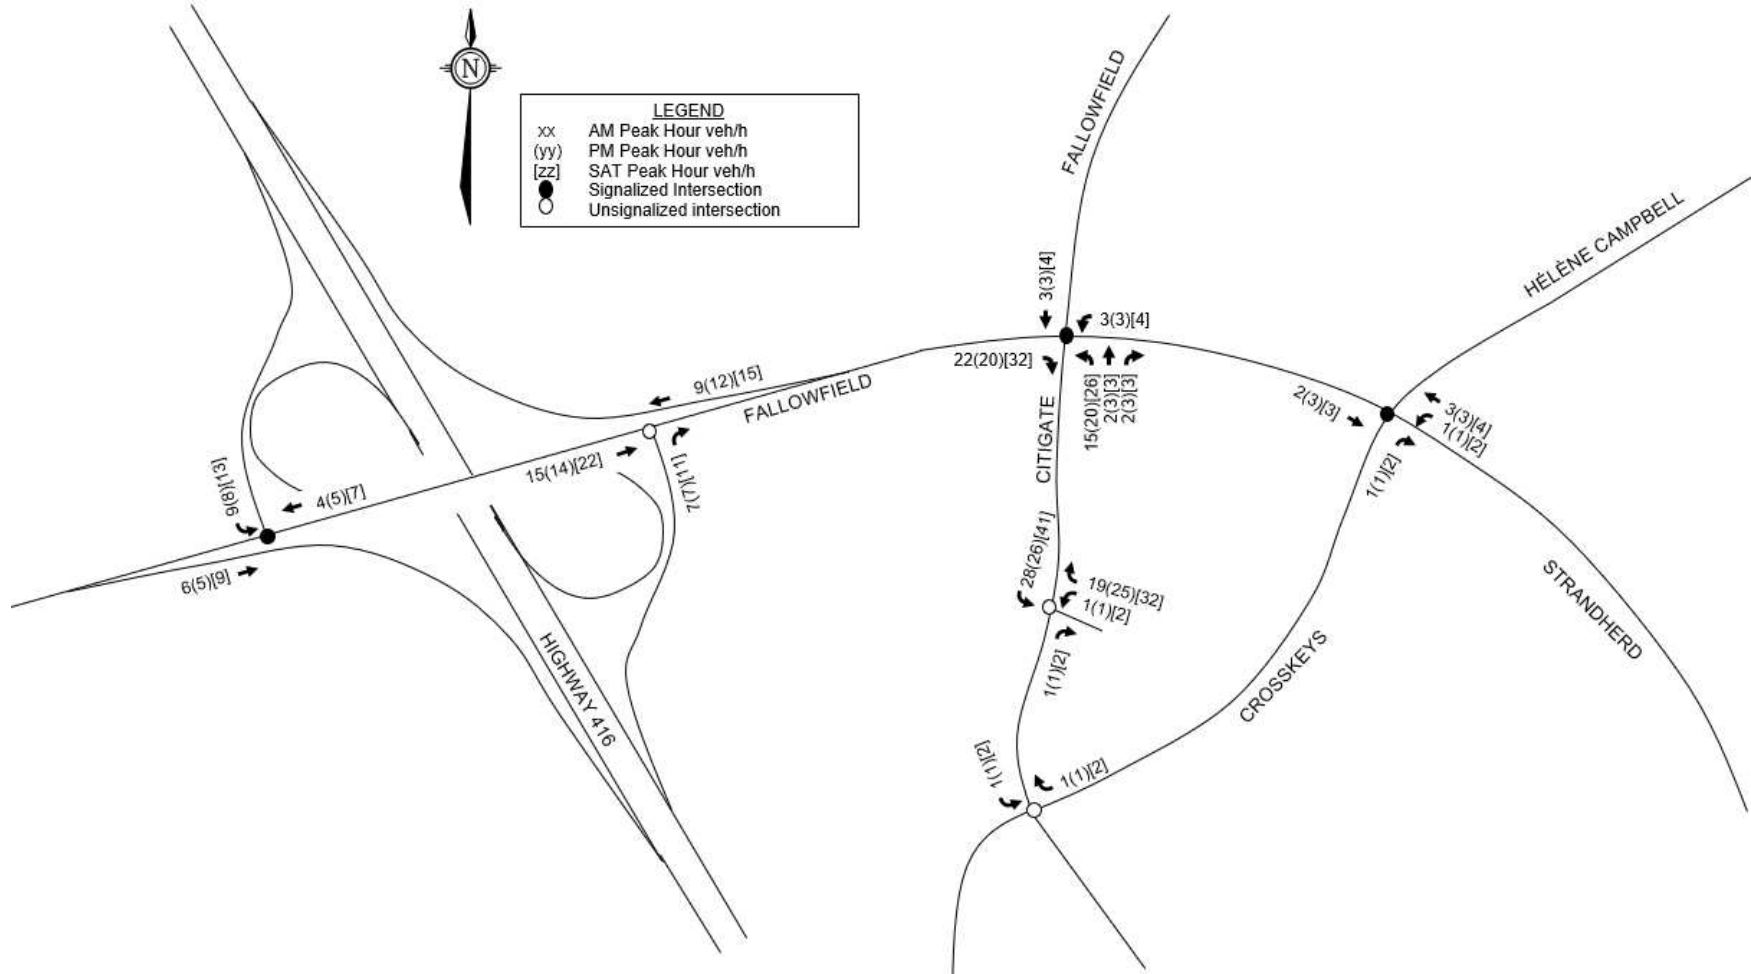 N
LEGEND
xx AM Peak Hour veh/h
(yy) PM Peak Hour veh/h
[zz] SAT Peak Hour veh/h
Signalized Intersection
Unsignalized intersection
FALLOWFIELD
HÉLÈNE CAMPBELL
3(3)[4]
3(3)[4]
22(20)[32]
15(20)[26]
2(3)[3]
2(3)[3]
9(12)[15]
FALLOWFIELD
CITIGATE
2(3)[3]
3(3)[4]
1(1)[2]
1(1)[2]
15(14)[22]
7(7)[11]
9(8)[13]
4(5)[7]
6(5)[9]
28(26)[41]
19(25)[32]
1(1)[2]
1(1)[2]
STRANDHERD
HIGHWAY 416
CROSSKEYS
1(1)[2]
1(1)[2]